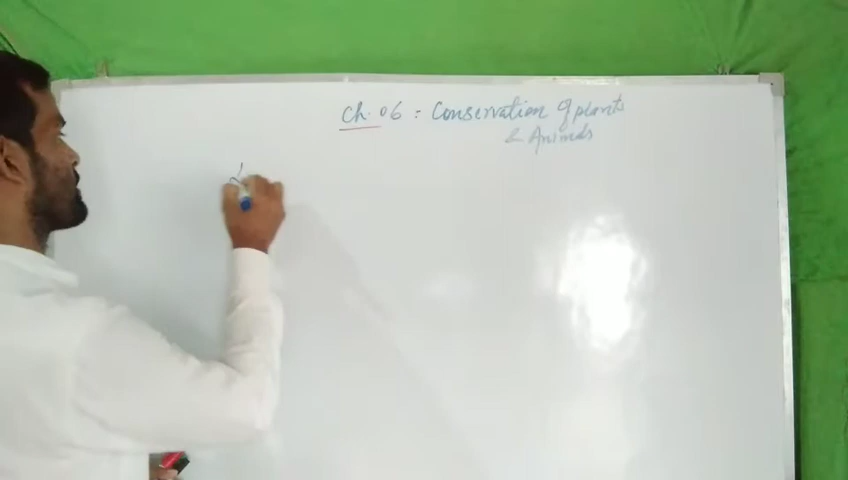 Ch. 06 : Conservation of plants
& Animals